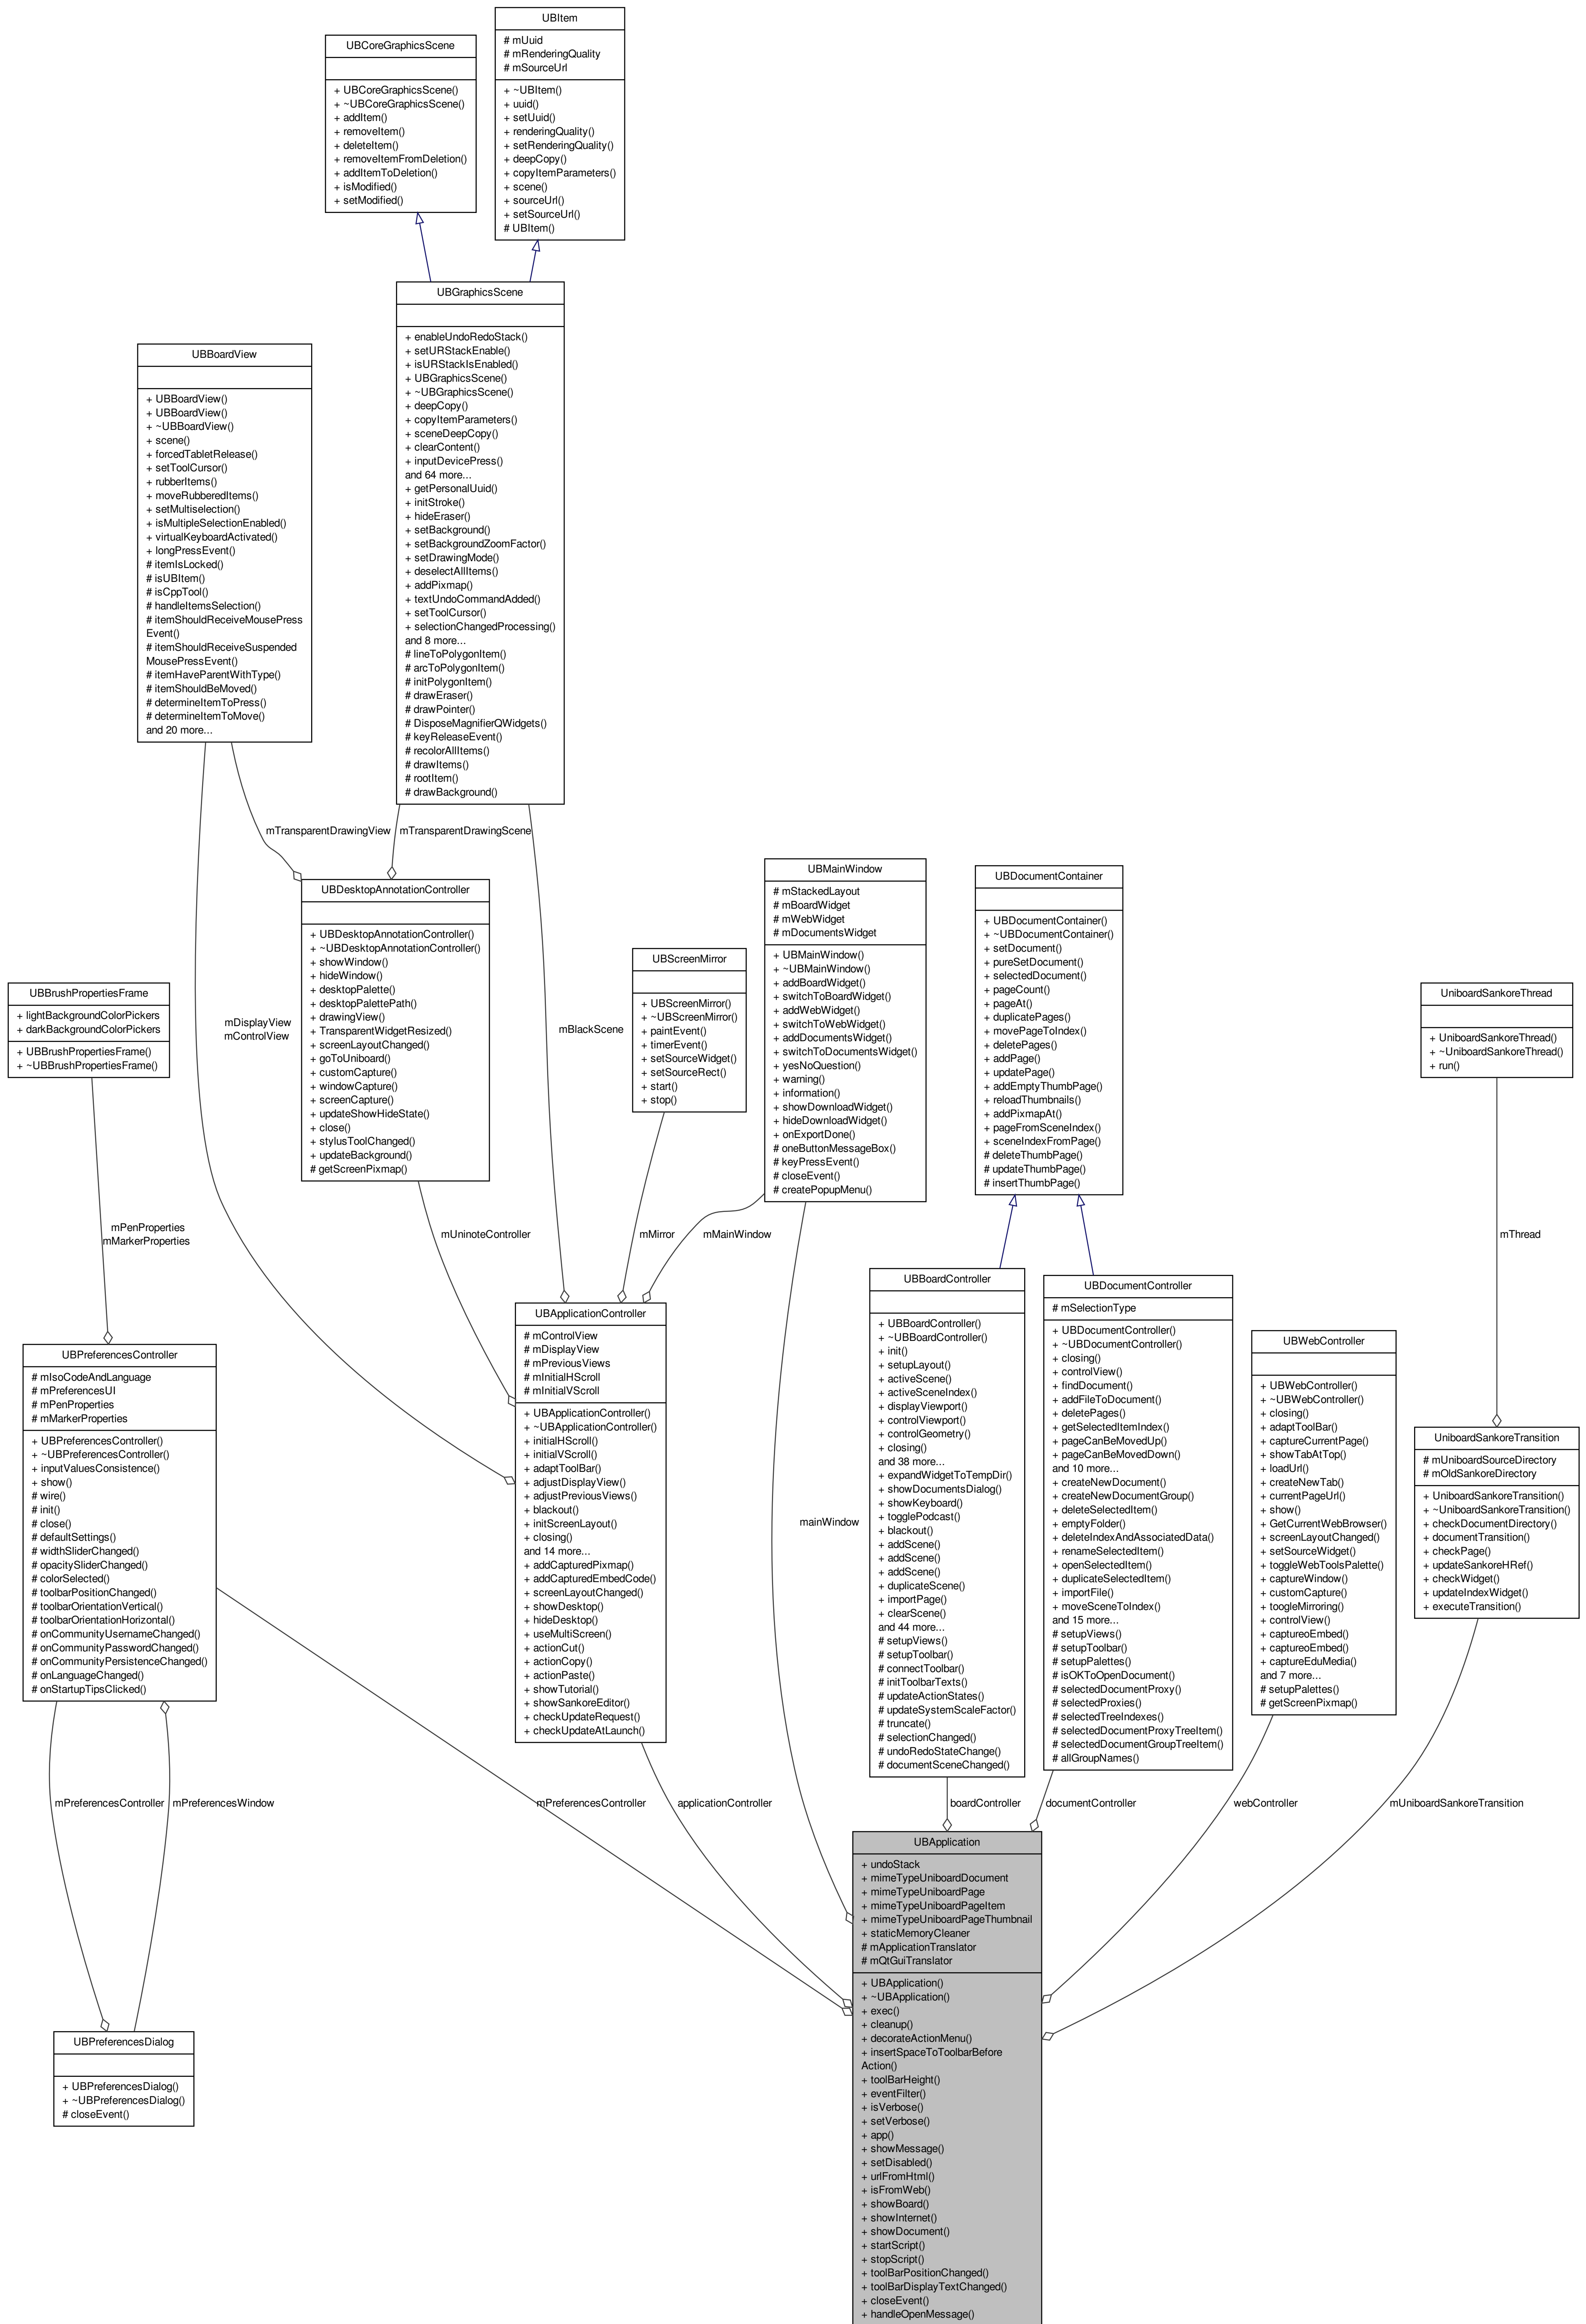 UBItem
# mUuid
# mRenderingQuality
# mSourceUrl
+ ~UBItem()
+ uuid()
+ setUuid()
+ renderingQuality()
+ setRenderingQuality()
+ deepCopy()
+ copyItemParameters()
+ scene()
+ sourceUrl()
+ setSourceUrl()
# UBItem()
UBCoreGraphicsScene
+ UBCoreGraphicsScene()
+ ~UBCoreGraphicsScene()
+ addItem()
+ removeItem()
+ deleteItem()
+ removeItemFromDeletion()
+ addItemToDeletion()
+ isModified()
+ setModified()
UBGraphicsScene
+ enableUndoRedoStack()
+ setURStackEnable()
+ isURStackIsEnabled()
+ UBGraphicsScene()
+ ~UBGraphicsScene()
+ deepCopy()
+ copyItemParameters()
+ sceneDeepCopy()
+ clearContent()
+ inputDevicePress()
and 64 more...
+ getPersonalUuid()
+ initStroke()
+ hideEraser()
+ setBackground()
+ setBackgroundZoomFactor()
+ setDrawingMode()
+ deselectAllItems()
+ addPixmap()
+ textUndoCommandAdded()
+ setToolCursor()
+ selectionChangedProcessing()
and 8 more...
# lineToPolygonItem()
# arcToPolygonItem()
# initPolygonItem()
# drawEraser()
# drawPointer()
# DisposeMagnifierQWidgets()
# keyReleaseEvent()
# recolorAllItems()
# drawItems()
# rootItem()
# drawBackground()
UBBoardView
+ UBBoardView()
+ UBBoardView()
+ ~UBBoardView()
+ scene()
+ forcedTabletRelease()
+ setToolCursor()
+ rubberItems()
+ moveRubberedItems()
+ setMultiselection()
+ isMultipleSelectionEnabled()
+ virtualKeyboardActivated()
+ longPressEvent()
# itemIsLocked()
# isUBItem()
# isCppTool()
# handleItemsSelection()
# itemShouldReceiveMousePress
Event()
# itemShouldReceiveSuspended
MousePressEvent()
# itemHaveParentWithType()
# itemShouldBeMoved()
# determineItemToPress()
# determineItemToMove()
and 20 more...
mTransparentDrawingView
mTransparentDrawingScene
UBDesktopAnnotationController
+ UBDesktopAnnotationController()
+ ~UBDesktopAnnotationController()
+ showWindow()
+ hideWindow()
+ desktopPalette()
+ desktopPalettePath()
+ drawingView()
+ TransparentWidgetResized()
+ screenLayoutChanged()
+ goToUniboard()
+ customCapture()
+ windowCapture()
+ screenCapture()
+ updateShowHideState()
+ close()
+ stylusToolChanged()
+ updateBackground()
# getScreenPixmap()
mDisplayView
mControlView
mBlackScene
UBScreenMirror
+ UBScreenMirror()
+ ~UBScreenMirror()
+ paintEvent()
+ timerEvent()
+ setSourceWidget()
+ setSourceRect()
+ start()
+ stop()
UBMainWindow
# mStackedLayout
# mBoardWidget
# mWebWidget
# mDocumentsWidget
+ UBMainWindow()
+ ~UBMainWindow()
+ addBoardWidget()
+ switchToBoardWidget()
+ addWebWidget()
+ switchToWebWidget()
+ addDocumentsWidget()
+ switchToDocumentsWidget()
+ yesNoQuestion()
+ warning()
+ information()
+ showDownloadWidget()
+ hideDownloadWidget()
+ onExportDone()
# oneButtonMessageBox()
# keyPressEvent()
# closeEvent()
# createPopupMenu()
UBDocumentContainer
+ UBDocumentContainer()
+ ~UBDocumentContainer()
+ setDocument()
+ pureSetDocument()
+ selectedDocument()
+ pageCount()
+ pageAt()
+ duplicatePages()
+ movePageToIndex()
+ deletePages()
+ addPage()
+ updatePage()
+ addEmptyThumbPage()
+ reloadThumbnails()
+ addPixmapAt()
+ pageFromSceneIndex()
+ sceneIndexFromPage()
# deleteThumbPage()
# updateThumbPage()
# insertThumbPage()
UBBrushPropertiesFrame
+ lightBackgroundColorPickers
+ darkBackgroundColorPickers
+ UBBrushPropertiesFrame()
+ ~UBBrushPropertiesFrame()
UniboardSankoreThread
+ UniboardSankoreThread()
+ ~UniboardSankoreThread()
+ run()
mPenProperties
mMarkerProperties
mUninoteController
mMirror
mMainWindow
mThread
UBPreferencesController
# mIsoCodeAndLanguage
# mPreferencesUI
# mPenProperties
# mMarkerProperties
+ UBPreferencesController()
+ ~UBPreferencesController()
+ inputValuesConsistence()
+ show()
# wire()
# init()
# close()
# defaultSettings()
# widthSliderChanged()
# opacitySliderChanged()
# colorSelected()
# toolbarPositionChanged()
# toolbarOrientationVertical()
# toolbarOrientationHorizontal()
# onCommunityUsernameChanged()
# onCommunityPasswordChanged()
# onCommunityPersistenceChanged()
# onLanguageChanged()
# onStartupTipsClicked()
UBApplicationController
# mControlView
# mDisplayView
# mPreviousViews
# mInitialHScroll
# mInitialVScroll
+ UBApplicationController()
+ ~UBApplicationController()
+ initialHScroll()
+ initialVScroll()
+ adaptToolBar()
+ adjustDisplayView()
+ adjustPreviousViews()
+ blackout()
+ initScreenLayout()
+ closing()
and 14 more...
+ addCapturedPixmap()
+ addCapturedEmbedCode()
+ screenLayoutChanged()
+ showDesktop()
+ hideDesktop()
+ useMultiScreen()
+ actionCut()
+ actionCopy()
+ actionPaste()
+ showTutorial()
+ showSankoreEditor()
+ checkUpdateRequest()
+ checkUpdateAtLaunch()
mainWindow
UBBoardController
+ UBBoardController()
+ ~UBBoardController()
+ init()
+ setupLayout()
+ activeScene()
+ activeSceneIndex()
+ displayViewport()
+ controlViewport()
+ controlGeometry()
+ closing()
and 38 more...
+ expandWidgetToTempDir()
+ showDocumentsDialog()
+ showKeyboard()
+ togglePodcast()
+ blackout()
+ addScene()
+ addScene()
+ addScene()
+ duplicateScene()
+ importPage()
+ clearScene()
and 44 more...
# setupViews()
# setupToolbar()
# connectToolbar()
# initToolbarTexts()
# updateActionStates()
# updateSystemScaleFactor()
# truncate()
# selectionChanged()
# undoRedoStateChange()
# documentSceneChanged()
UBDocumentController
# mSelectionType
+ UBDocumentController()
+ ~UBDocumentController()
+ closing()
+ controlView()
+ findDocument()
+ addFileToDocument()
+ deletePages()
+ getSelectedItemIndex()
+ pageCanBeMovedUp()
+ pageCanBeMovedDown()
and 10 more...
+ createNewDocument()
+ createNewDocumentGroup()
+ deleteSelectedItem()
+ emptyFolder()
+ deleteIndexAndAssociatedData()
+ renameSelectedItem()
+ openSelectedItem()
+ duplicateSelectedItem()
+ importFile()
+ moveSceneToIndex()
and 15 more...
# setupViews()
# setupToolbar()
# setupPalettes()
# isOKToOpenDocument()
# selectedDocumentProxy()
# selectedProxies()
# selectedTreeIndexes()
# selectedDocumentProxyTreeItem()
# selectedDocumentGroupTreeItem()
# allGroupNames()
UBWebController
+ UBWebController()
+ ~UBWebController()
+ closing()
+ adaptToolBar()
+ captureCurrentPage()
+ showTabAtTop()
+ loadUrl()
+ createNewTab()
+ currentPageUrl()
+ show()
+ GetCurrentWebBrowser()
+ screenLayoutChanged()
+ setSourceWidget()
+ toggleWebToolsPalette()
+ captureWindow()
+ customCapture()
+ toogleMirroring()
+ controlView()
+ captureoEmbed()
+ captureoEmbed()
+ captureEduMedia()
and 7 more...
# setupPalettes()
# getScreenPixmap()
UniboardSankoreTransition
# mUniboardSourceDirectory
# mOldSankoreDirectory
+ UniboardSankoreTransition()
+ ~UniboardSankoreTransition()
+ checkDocumentDirectory()
+ documentTransition()
+ checkPage()
+ updateSankoreHRef()
+ checkWidget()
+ updateIndexWidget()
+ executeTransition()
mPreferencesController
mPreferencesWindow
mPreferencesController
applicationController
boardController
documentController
webController
mUniboardSankoreTransition
UBPreferencesDialog
+ UBPreferencesDialog()
+ ~UBPreferencesDialog()
# closeEvent()
UBApplication
+ undoStack
+ mimeTypeUniboardDocument
+ mimeTypeUniboardPage
+ mimeTypeUniboardPageItem
+ mimeTypeUniboardPageThumbnail
+ staticMemoryCleaner
# mApplicationTranslator
# mQtGuiTranslator
+ UBApplication()
+ ~UBApplication()
+ exec()
+ cleanup()
+ decorateActionMenu()
+ insertSpaceToToolbarBefore
Action()
+ toolBarHeight()
+ eventFilter()
+ isVerbose()
+ setVerbose()
+ app()
+ showMessage()
+ setDisabled()
+ urlFromHtml()
+ isFromWeb()
+ showBoard()
+ showInternet()
+ showDocument()
+ startScript()
+ stopScript()
+ toolBarPositionChanged()
+ toolBarDisplayTextChanged()
+ closeEvent()
+ handleOpenMessage()